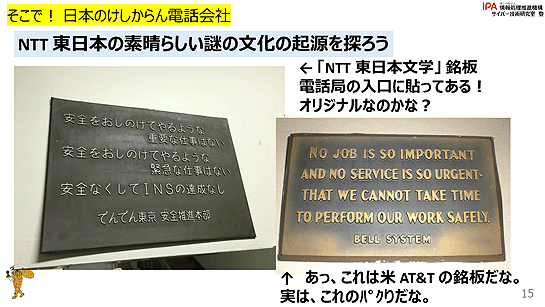 そこで！ 日本のけしからん電話会社
IPA 情報処理推進機構
サイバー技術研究室 登
NTT 東日本の素晴らしい謎の文化の起源を探ろう
←「NTT 東日本文学」銘板
電話局の入口に貼ってある！
オリジナルなのかな？
安全をおしのけてやるような
重要な仕事はない
安全をおしのけてやるような
緊急な仕事はない
安全なくしてINSの達成なし
でんでん東京 安全推進本部
NO JOB IS SO IMPORTANT
AND NO SERVICE IS SO URGENT-
THAT WE CANNOT TAKE TIME
TO PERFORM OUR WORK SAFELY.
BELL SYSTEM
↑ あっ、これは米 AT&T の銘板だな。
実は、これのﾊﾟｸりだな。
15